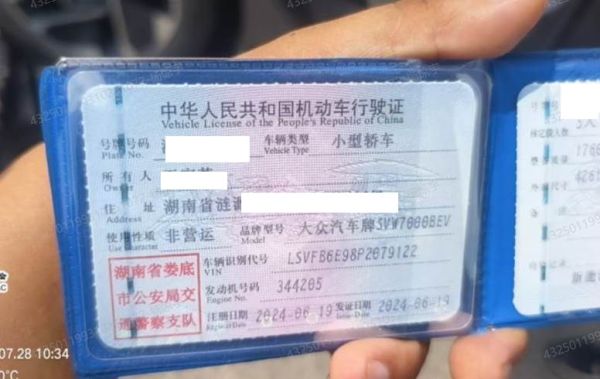 中华人民共和国机动车行驶证
Vehicle License of the People's Republic of China
号牌号码
Plate No.
车辆类型 小型轿车
Vehicle Type
所有人
Owner
住 址 湖南省涟
Address
使用性质 非营运
Use Character
品牌型号 大众汽车牌SVW7000BEV
Model
湖南省娄底
市公安局交
通警察支队
车辆识别代号 LSVFB6E98P2079122
VIN
发动机号码 344205
Engine No.
注册日期 2024-06-19
Register Date
发证日期 2024-06-19
Issue Date
07.28 10:34